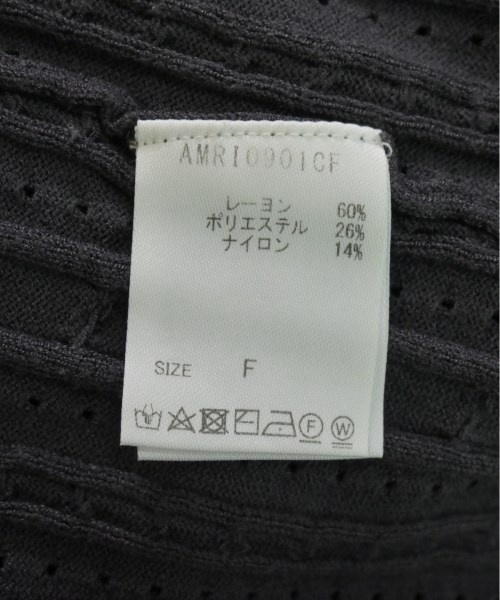 AMRI0901CF
レーヨン 60%
ポリエステル 26%
ナイロン 14%
SIZE F
F W